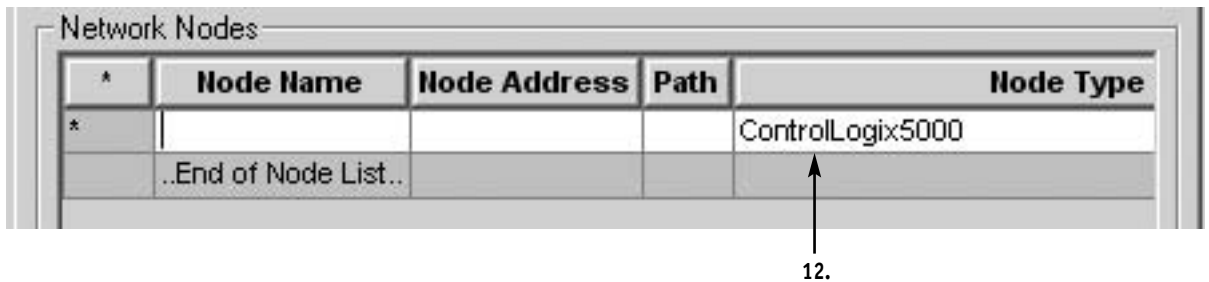 Network Nodes
* Node Name Node Address Path Node Type
* ControlLogix5000
..End of Node List..
12.